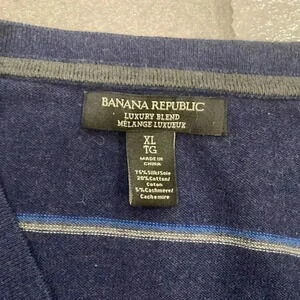 BANANA REPUBLIC
LUXURY BLEND
MÉLANGE LUXUEUX
XL
TG
MADE IN
CHINA
75%Silk/Soie
20%Cotton/
Coton
5%Cashmere/
Cachemire